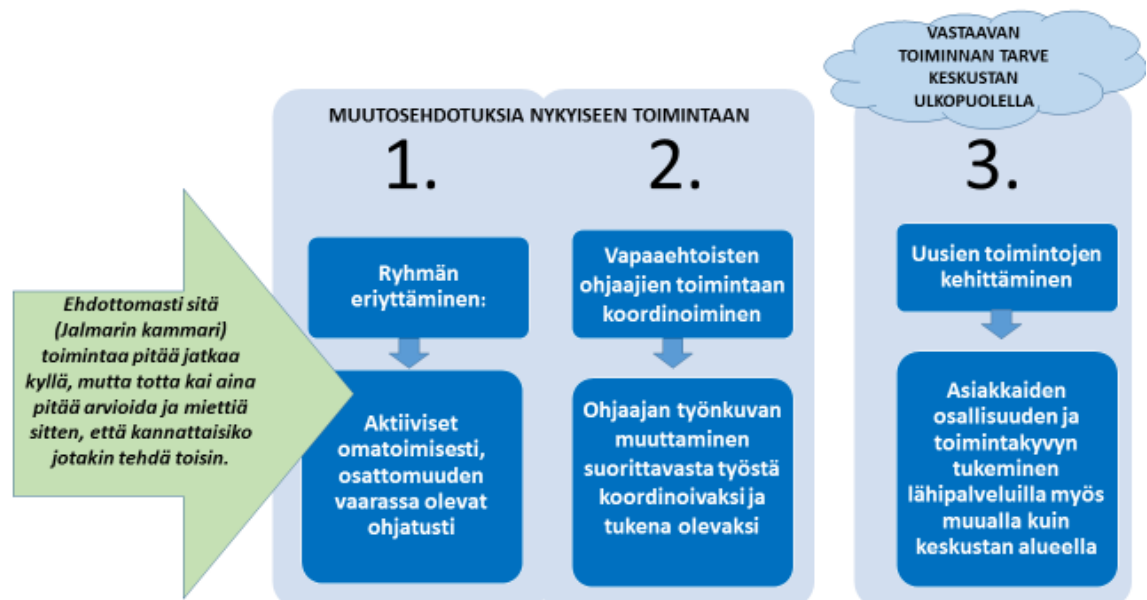 VASTAAVAN
TOIMINNAN TARVE
KESKUSTAN
ULKOPUOLELLA
MUUTOSEHDOTUKSIA NYKYISEEN TOIMINTAAN
1.
2.
3.
Ehdottomasti sitä
(Jalmarin kammari)
toimintaa pitää jatkaa
kyllä, mutta totta kai aina
pitää arvioida ja miettiä
sitten, että kannattaisiko
jotakin tehdä toisin.
Ryhmän
eriyttäminen:
Aktiiviset
omatoimisesti,
osattomuuden
vaarassa olevat
ohjatusti
Vapaaehtoisten
ohjaajien toimintaan
koordinoiminen
Ohjaajan työnkuvan
muuttaminen
suorittavasta työstä
koordinoivaksi ja
tukena olevaksi
Uusien toimintojen
kehittäminen
Asiakkaiden
osallisuuden ja
toimintakyvyn
tukeminen
lähipalveluilla myös
muualla kuin
keskustan alueella